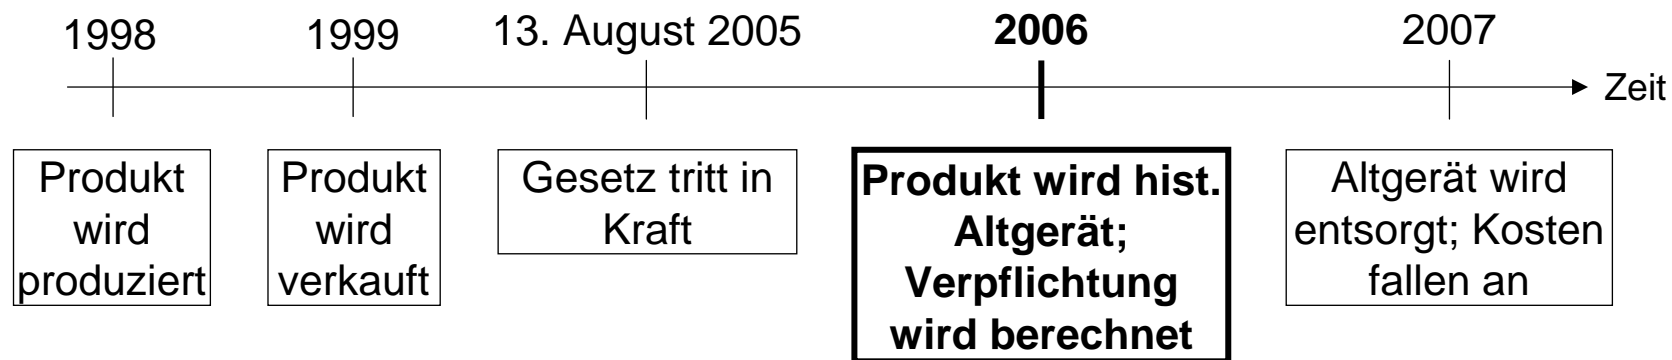 1998
1999
13. August 2005
2006
2007
Zeit
Produkt
wird
produziert
Produkt
wird
verkauft
Gesetz tritt in
Kraft
Produkt wird hist.
Altgerät;
Verpflichtung
wird berechnet
Altgerät wird
entsorgt; Kosten
fallen an